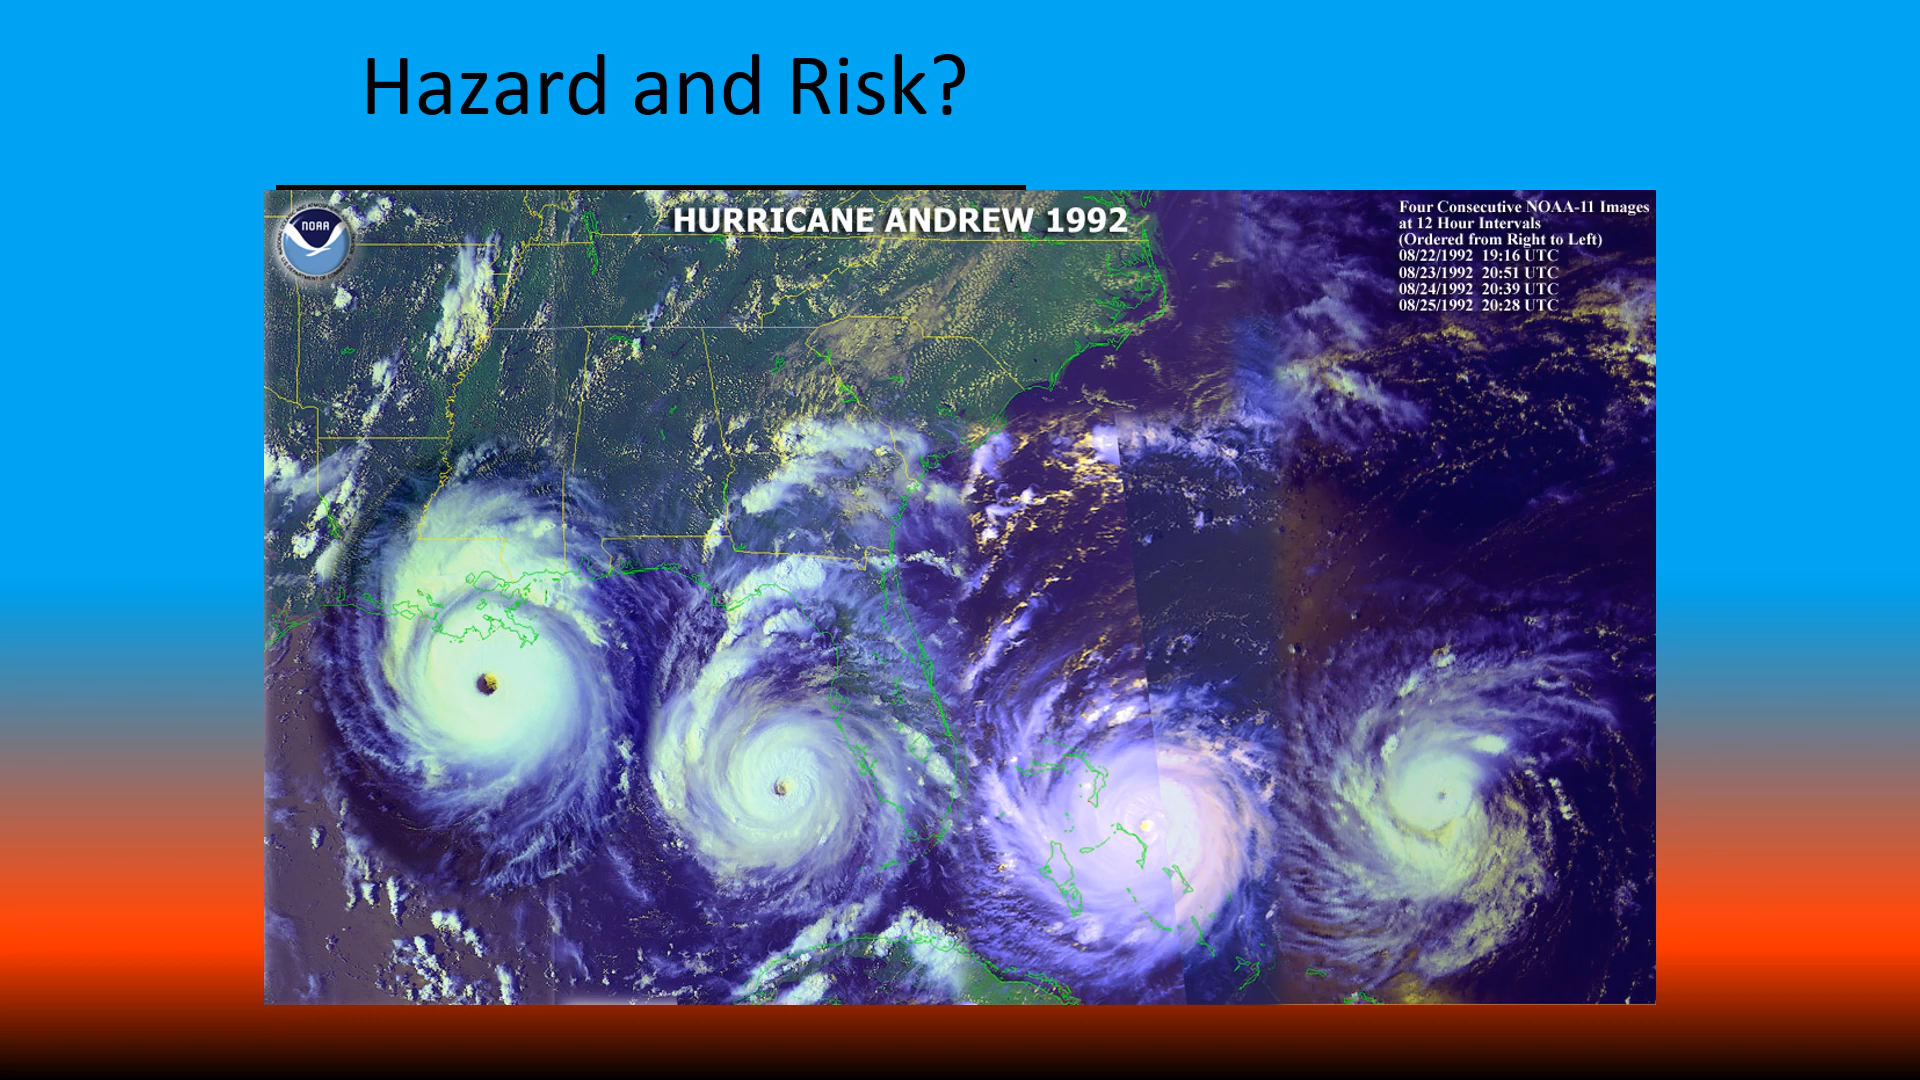 Hazard and Risk?
NOAA
HURRICANE ANDREW 1992
Four Consecutive NOAA-11 Images
at 12 Hour Intervals
(Ordered from Right to Left)
08/22/1992 19:16 UTC
08/23/1992 20:51 UTC
08/24/1992 20:39 UTC
08/25/1992 20:28 UTC